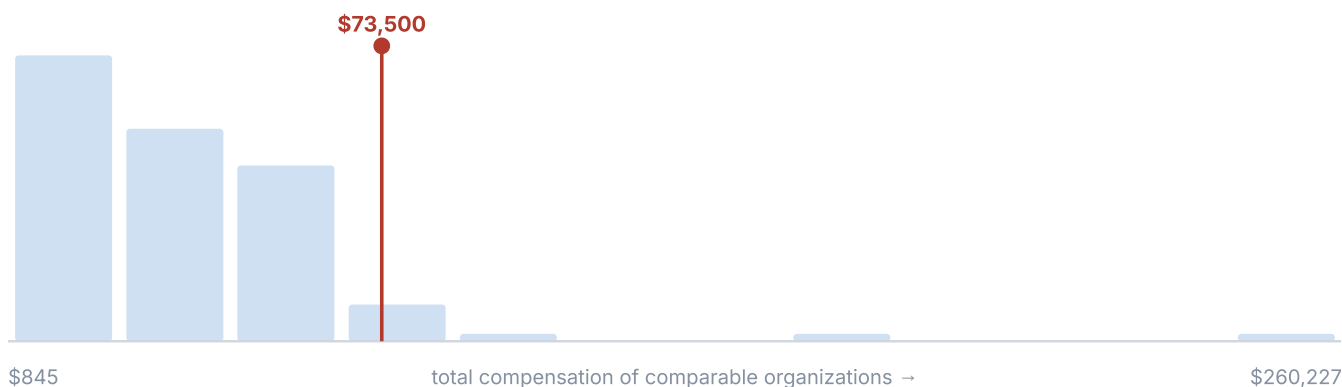 $73,500
$845 total compensation of comparable organizations → $260,227